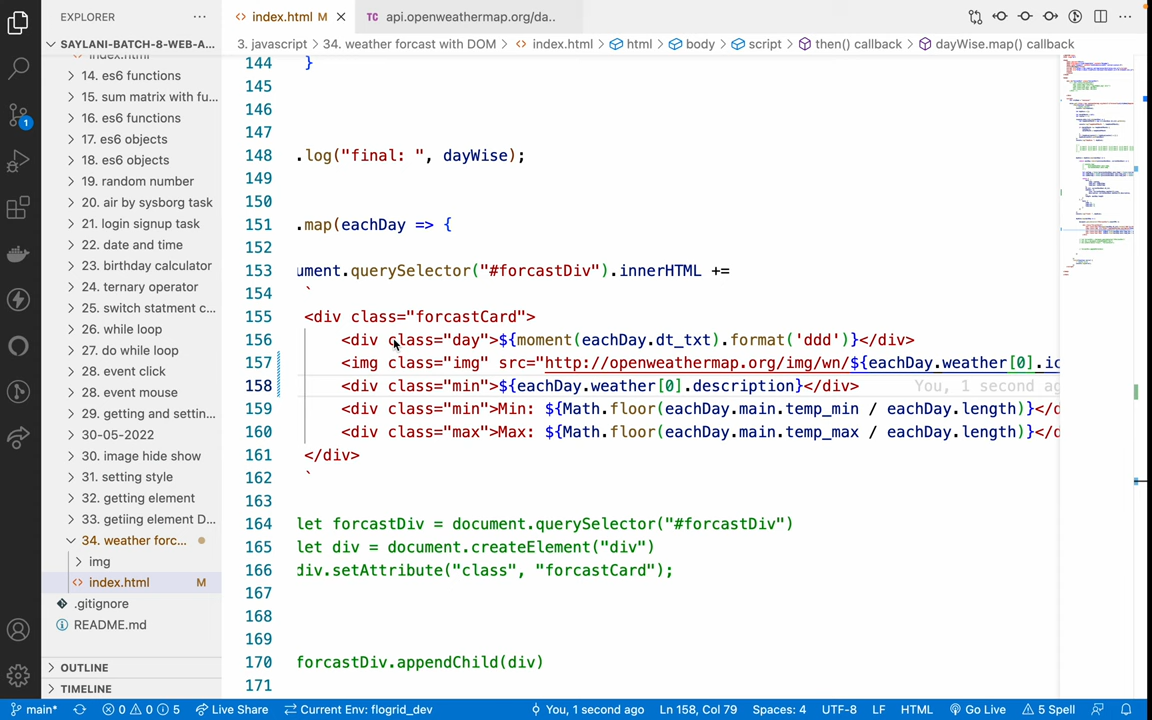 EXPLORER
SAYLANI-BATCH-8-WEB-A...
14. es6 functions
15. sum matrix with fu...
16. es6 functions
17. es6 objects
18. es6 objects
19. random number
20. air by sysborg task
21. login signup task
22. date and time
23. birthday calculator
24. ternary operator
25. switch statment c...
26. while loop
27. do while loop
28. event click
28. event mouse
29. getting and settin...
30-05-2022
30. image hide show
31. setting style
32. getting element
33. getiing element D...
34. weather forc...
img
<> index.html M
.gitignore
README.md
OUTLINE
TIMELINE
1
<> index.html M
TC api.openweathermap.org/da..
3. javascript > 34. weather forcast with DOM > <> index.html > html > body > script > then() callback > dayWise.map() callback
144 }
145
146
147
148 .log("final: ", dayWise);
149
150
151 .map(eachDay => {
152
153 ument.querySelector("#forcastDiv").innerHTML +=
154 `
155 <div class="forcastCard">
156 <div class="day">${moment(eachDay.dt_txt).format('ddd')}</div>
157 <img class="img" src="http://openweathermap.org/img/wn/${eachDay.weather[0].ic
158 <div class="min">${eachDay.weather[0].description}</div> You, 1 second ag
159 <div class="min">Min: ${Math.floor(eachDay.main.temp_min / eachDay.length)}</d
160 <div class="max">Max: ${Math.floor(eachDay.main.temp_max / eachDay.length)}</d
161 </div>
162 `
163
164 let forcastDiv = document.querySelector("#forcastDiv")
165 let div = document.createElement("div")
166 div.setAttribute("class", "forcastCard");
167
168
169
170 forcastDiv.appendChild(div)
171
main* 0 0 5 Live Share Current Env: flogrid_dev You, 1 second ago Ln 158, Col 79 Spaces: 4 UTF-8 LF HTML Go Live 5 Spell